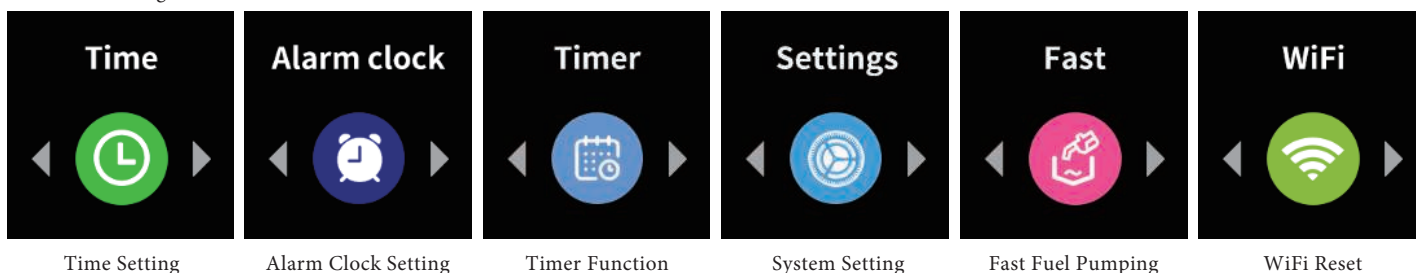 Time
Alarm clock
Timer
Settings
Fast
WiFi
Time Setting
Alarm Clock Setting
Timer Function
System Setting
Fast Fuel Pumping
WiFi Reset